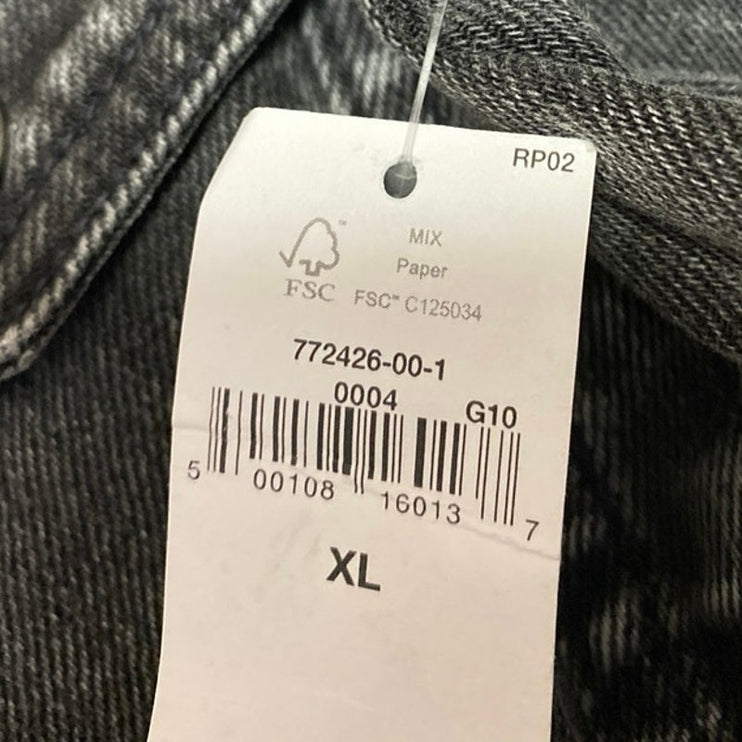 RP02
MIX
Paper
FSC™ C125034
FSC
772426-00-1
0004 G10
5 00108 16013 7
XL